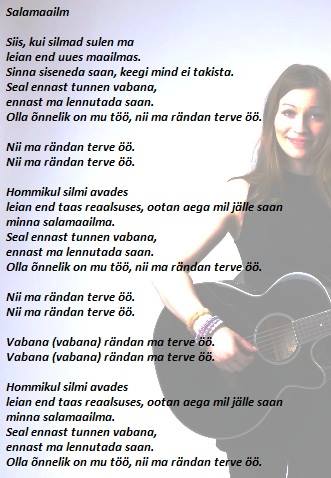 Salamaailm
Siis, kui silmad sulen ma
leian end uues maailmas.
Sinna siseneda saan, keegi mind ei takista.
Seal ennast tunnen vabana,
ennast ma lennutada saan.
Olla õnnelik on mu töö, nii ma rändan terve öö.
Nii ma rändan terve öö.
Nii ma rändan terve öö.
Hommikul silmi avades
leian end taas reaalsuses, ootan aega mil jälle saan
minna salamaailma.
Seal ennast tunnen vabana,
ennast ma lennutada saan.
Olla õnnelik on mu töö, nii ma rändan terve öö.
Nii ma rändan terve öö.
Nii ma rändan terve öö.
Vabana (vabana) rändan ma terve öö.
Vabana (vabana) rändan ma terve öö.
Hommikul silmi avades
leian end taas reaalsuses, ootan aega mil jälle saan
minna salamaailma.
Seal ennast tunnen vabana,
ennast ma lennutada saan.
Olla õnnelik on mu töö, nii ma rändan terve öö.